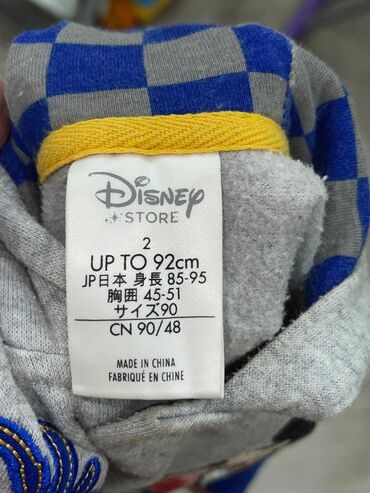 Disney
STORE
2
UP TO 92cm
JP日本 身長 85-95
胸囲 45-51
サイズ90
CN 90/48
MADE IN CHINA
FABRIQUÉ EN CHINE